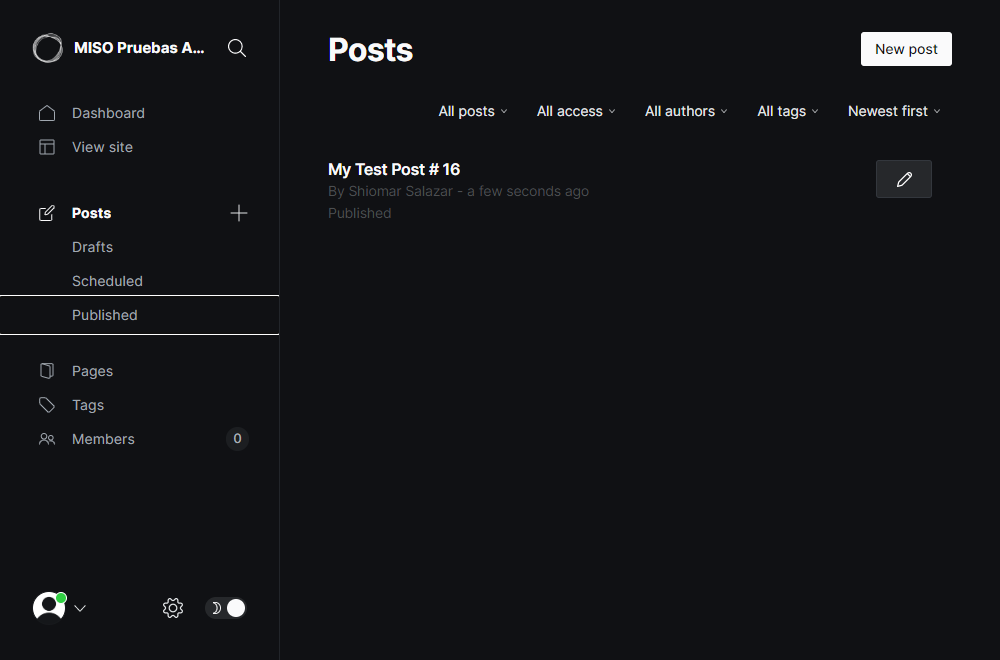 MISO Pruebas A...
Dashboard
View site
Posts
Drafts
Scheduled
Published
Pages
Tags
Members 0
Posts
New post
All posts All access All authors All tags Newest first
My Test Post # 16
By Shiomar Salazar - a few seconds ago
Published